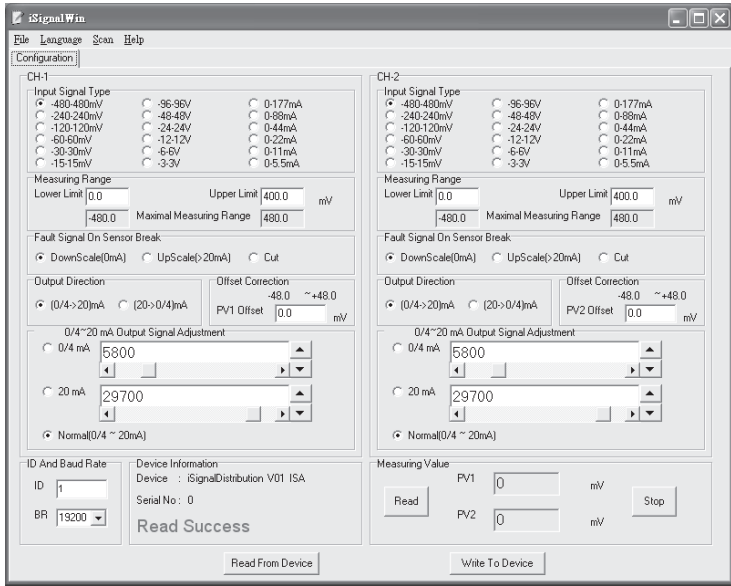 iSignalWin
File Language Scan Help
Configuration
CH-1
Input Signal Type
-480-480mV -96-96V 0-177mA
-240-240mV -48-48V 0-88mA
-120-120mV -24-24V 0-44mA
-60-60mV -12-12V 0-22mA
-30-30mV -6-6V 0-11mA
-15-15mV -3-3V 0-5.5mA
Measuring Range
Lower Limit 0.0 Upper Limit 400.0 mV
-480.0 Maximal Measuring Range 480.0
Fault Signal On Sensor Break
DownScale(0mA) UpScale(>20mA) Cut
Output Direction
(0/4->20)mA (20->0/4)mA
Offset Correction
-48.0 ~+48.0
PV1 Offset 0.0 mV
0/4~20 mA Output Signal Adjustment
0/4 mA 5800
20 mA 29700
Normal(0/4 ~ 20mA)
CH-2
Input Signal Type
-480-480mV -96-96V 0-177mA
-240-240mV -48-48V 0-88mA
-120-120mV -24-24V 0-44mA
-60-60mV -12-12V 0-22mA
-30-30mV -6-6V 0-11mA
-15-15mV -3-3V 0-5.5mA
Measuring Range
Lower Limit 0.0 Upper Limit 400.0 mV
-480.0 Maximal Measuring Range 480.0
Fault Signal On Sensor Break
DownScale(0mA) UpScale(>20mA) Cut
Output Direction
(0/4->20)mA (20->0/4)mA
Offset Correction
-48.0 ~+48.0
PV2 Offset 0.0 mV
0/4~20 mA Output Signal Adjustment
0/4 mA 5800
20 mA 29700
Normal(0/4 ~ 20mA)
ID And Baud Rate
ID 1
BR 19200
Device Information
Device : iSignalDistribution V01 ISA
Serial No : 0
Read Success
Measuring Value
Read
PV1 0 mV
PV2 0 mV
Stop
Read From Device Write To Device